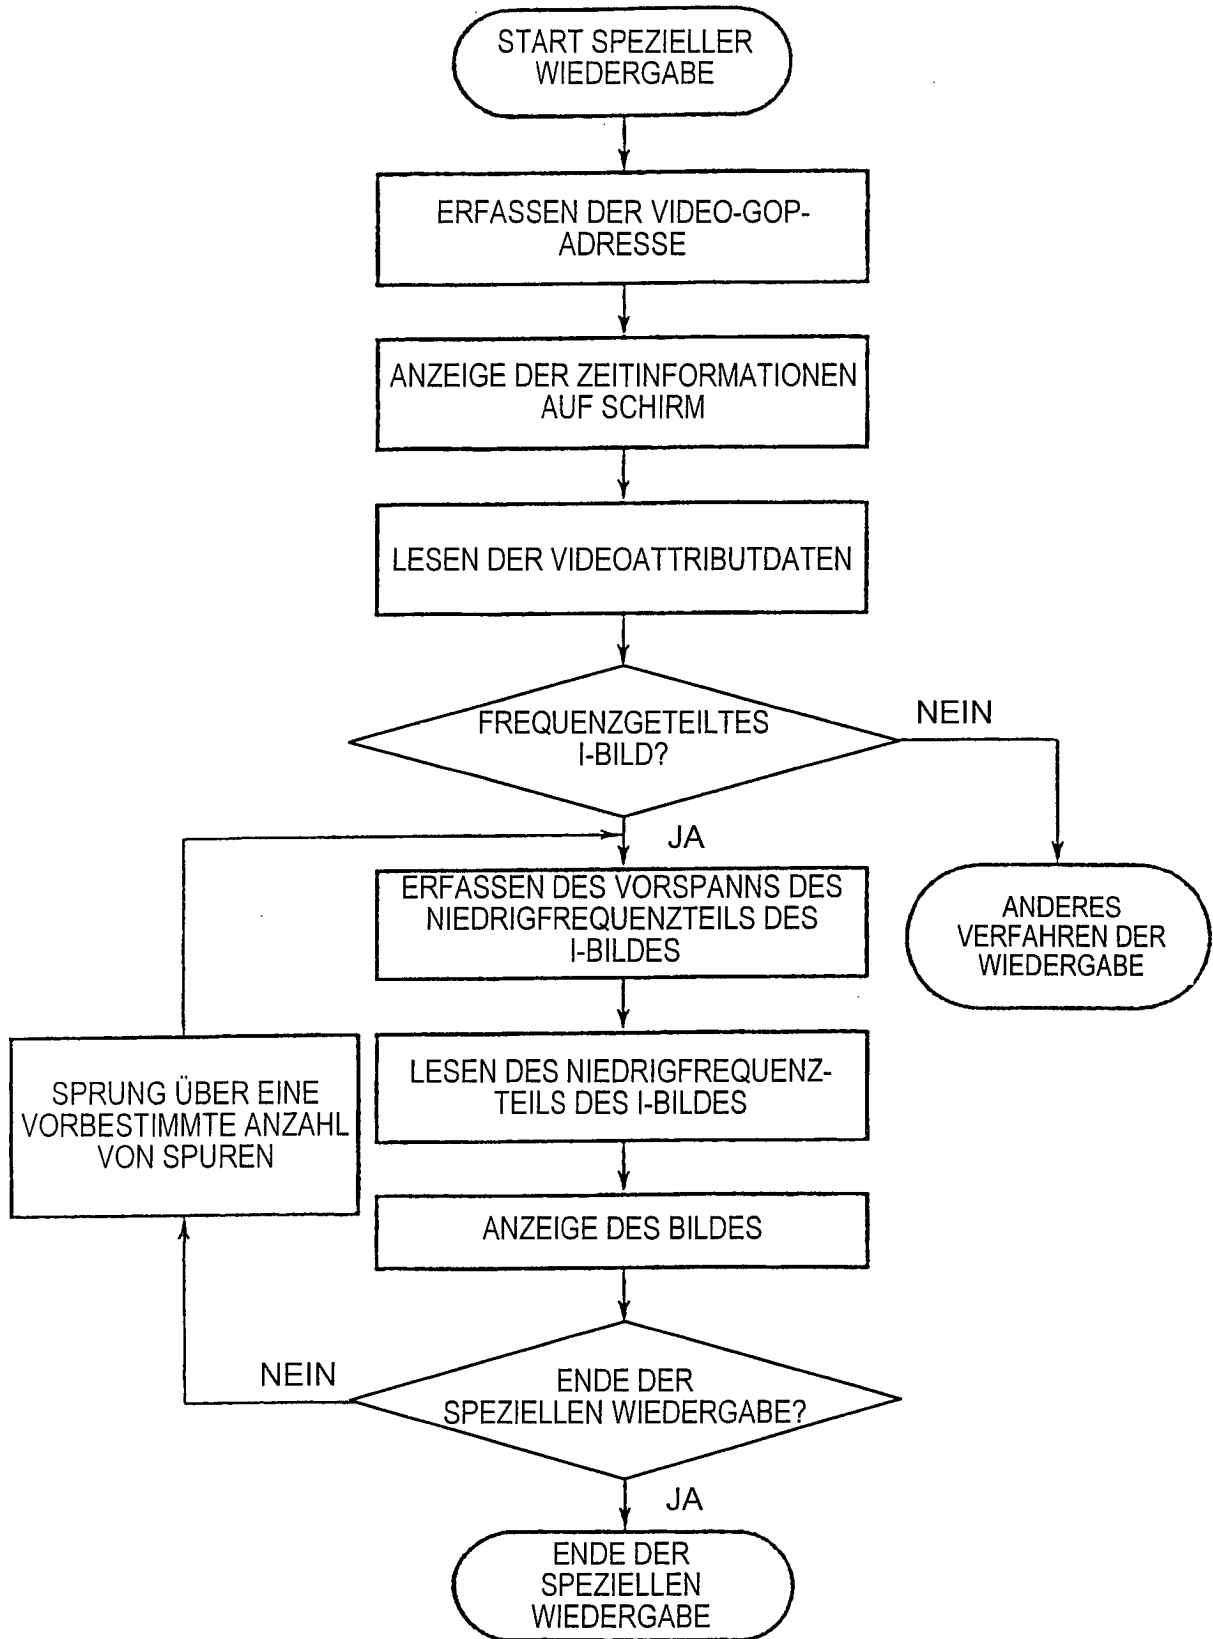 START SPEZIELLER
WIEDERGABE
ERFASSEN DER VIDEO-GOP-
ADRESSE
ANZEIGE DER ZEITINFORMATIONEN
AUF SCHIRM
LESEN DER VIDEOATTRIBUTDATEN
FREQUENZGETEILTES
I-BILD?
NEIN
JA
ERFASSEN DES VORSPANNS DES
NIEDRIGFREQUENZTEILS DES
I-BILDES
ANDERES
VERFAHREN DER
WIEDERGABE
LESEN DES NIEDRIGFREQUENZ-
TEILS DES I-BILDES
SPRUNG ÜBER EINE
VORBESTIMMTE ANZAHL
VON SPUREN
ANZEIGE DES BILDES
NEIN
ENDE DER
SPEZIELLEN WIEDERGABE?
JA
ENDE DER
SPEZIELLEN
WIEDERGABE